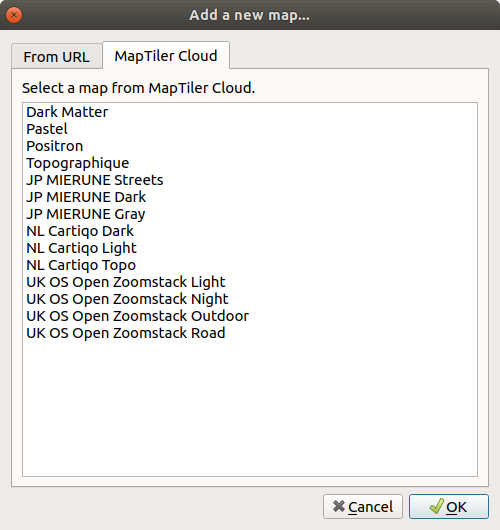 Add a new map...
From URL
MapTiler Cloud
Select a map from MapTiler Cloud.
Dark Matter
Pastel
Positron
Topographique
JP MIERUNE Streets
JP MIERUNE Dark
JP MIERUNE Gray
NL Cartiqo Dark
NL Cartiqo Light
NL Cartiqo Topo
UK OS Open Zoomstack Light
UK OS Open Zoomstack Night
UK OS Open Zoomstack Outdoor
UK OS Open Zoomstack Road
Cancel
OK